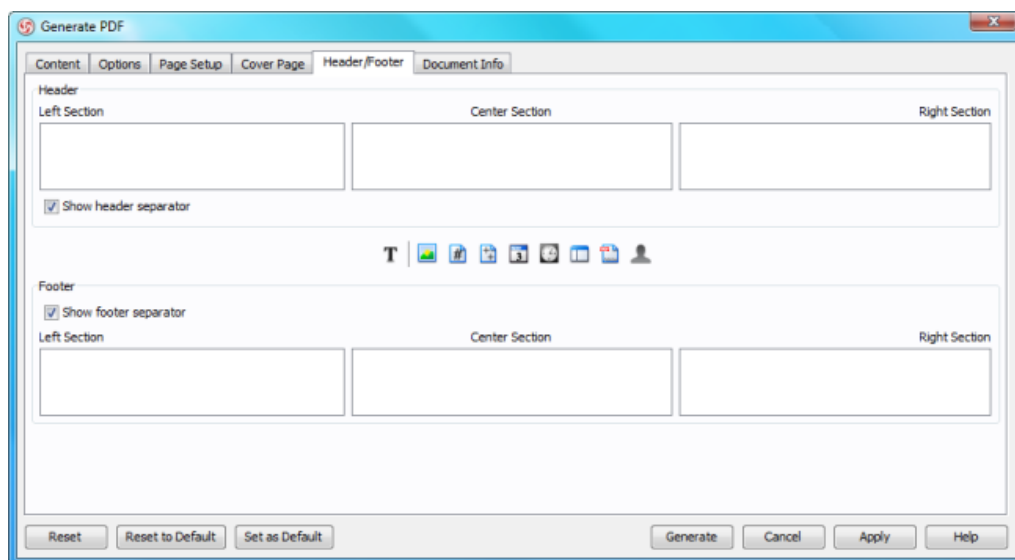 Generate PDF
Content Options Page Setup Cover Page Header/Footer Document Info
Header
Left Section Center Section Right Section
Show header separator
T # 3
Footer
Show footer separator
Left Section Center Section Right Section
Reset Reset to Default Set as Default Generate Cancel Apply Help